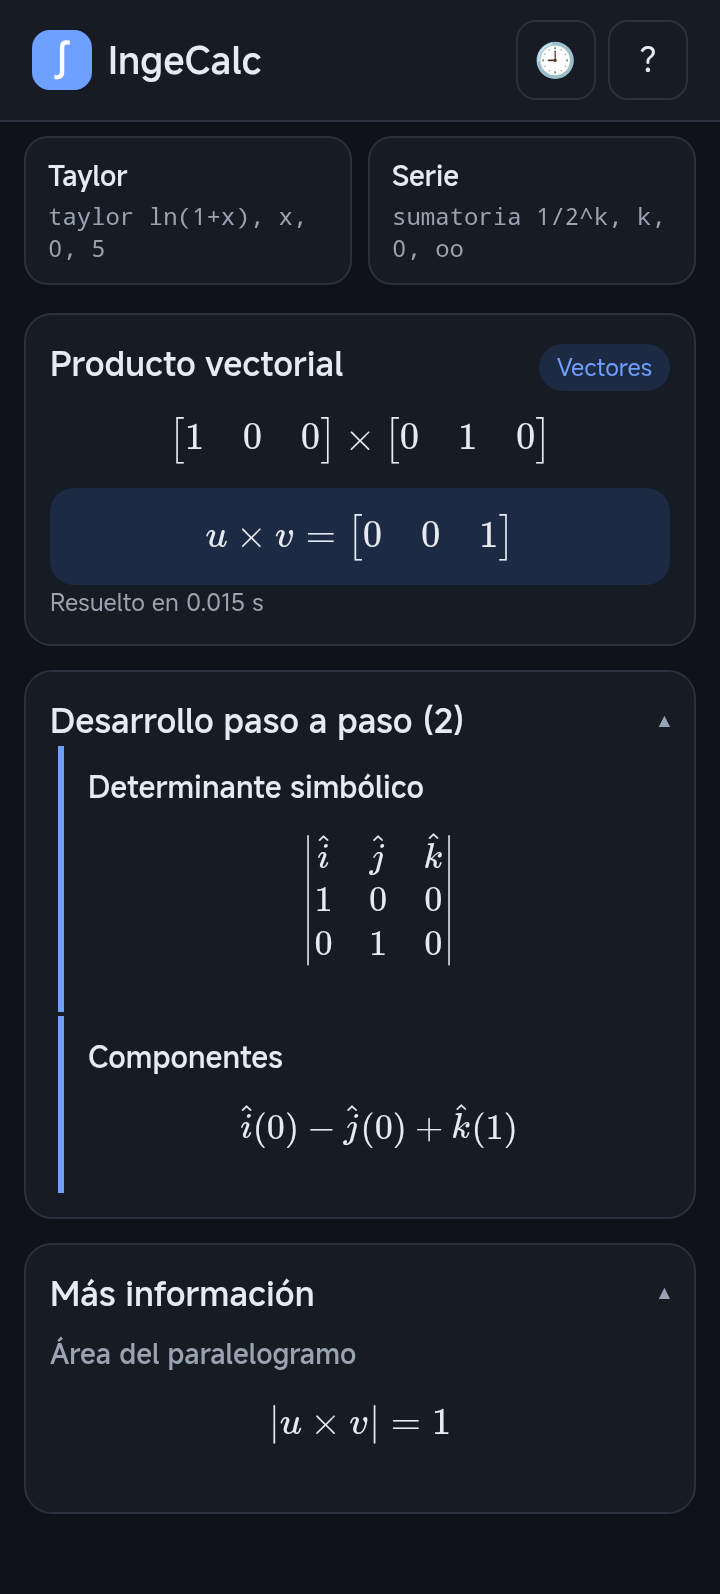 ∫ IngeCalc ?
Taylor
taylor ln(1+x), x,
0, 5
Serie
sumatoria 1/2^k, k,
0, oo
Producto vectorial
Vectores
[1 0 0] × [0 1 0]
u × v = [0 0 1]
Resuelto en 0.015 s
Desarrollo paso a paso (2) ▲
Determinante simbólico
|î ĵ k̂|
|1 0 0|
|0 1 0|
Componentes
î(0) − ĵ(0) + k̂(1)
Más información ▲
Área del paralelogramo
|u × v| = 1